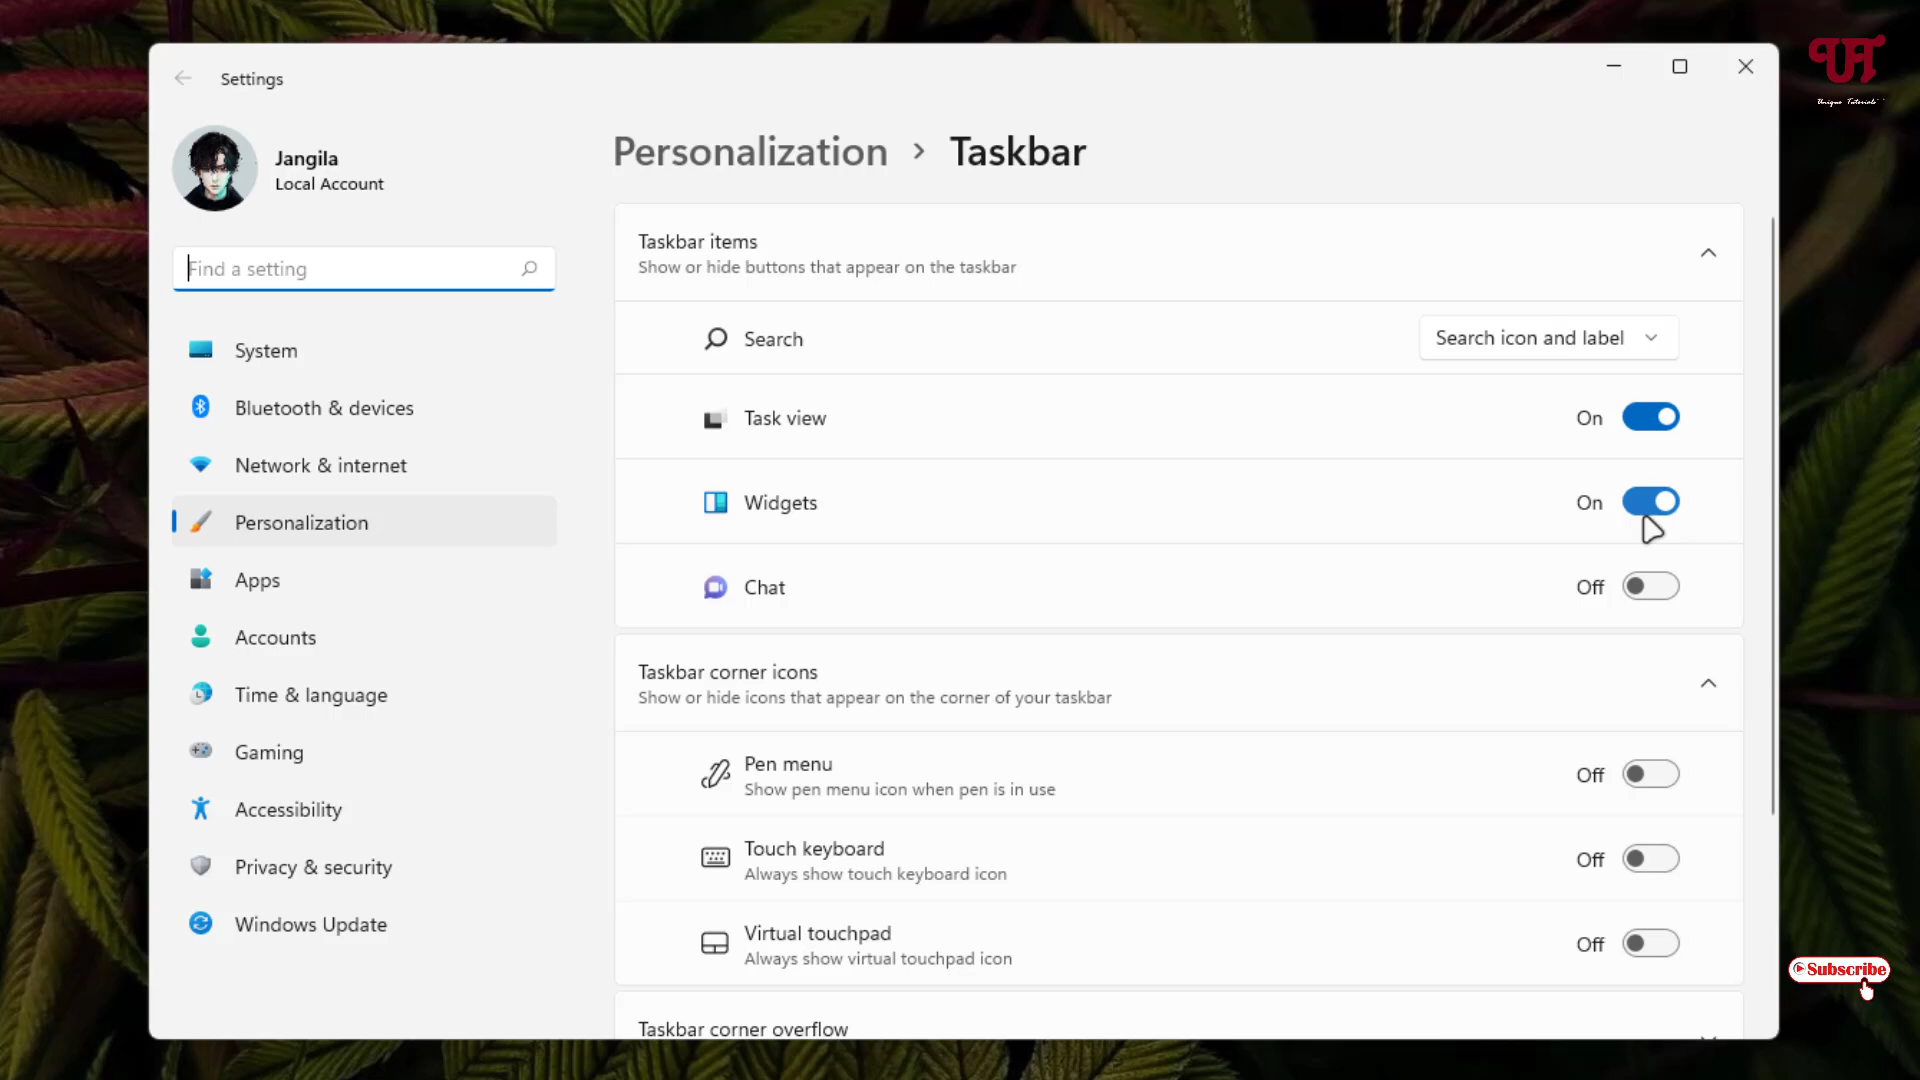 Settings
Jangila
Local Account
Find a setting
System
Bluetooth & devices
Network & internet
Personalization
Apps
Accounts
Time & language
Gaming
Accessibility
Privacy & security
Windows Update
Personalization > Taskbar
Taskbar items
Show or hide buttons that appear on the taskbar
Search
Search icon and label
Task view
On
Widgets
On
Chat
Off
Taskbar corner icons
Show or hide icons that appear on the corner of your taskbar
Pen menu
Show pen menu icon when pen is in use
Off
Touch keyboard
Always show touch keyboard icon
Off
Virtual touchpad
Always show virtual touchpad icon
Off
Taskbar corner overflow
UT
Unique Tutorials
Subscribe